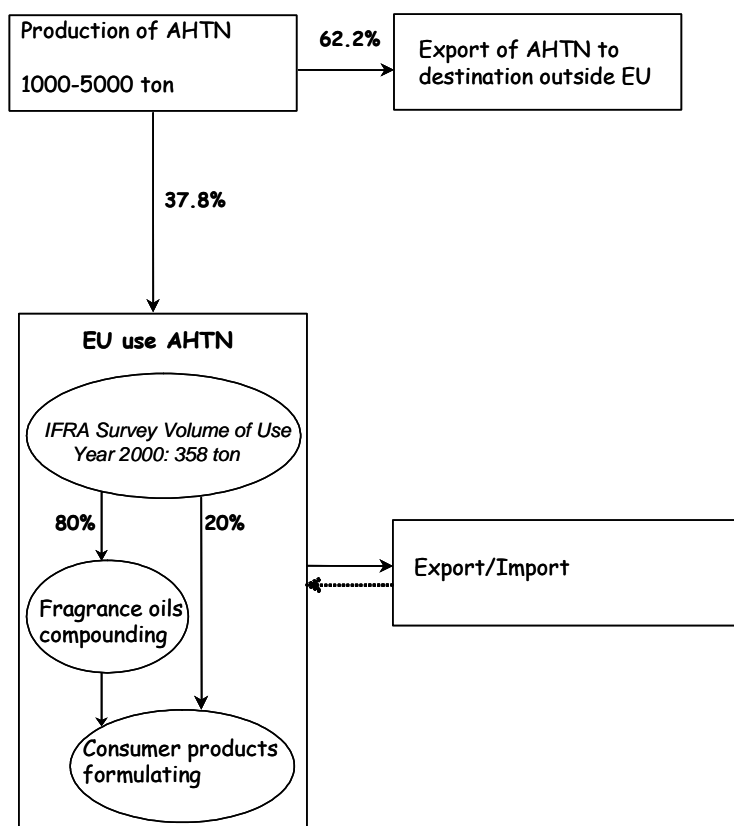 Production of AHTN
1000-5000 ton
62.2%
Export of AHTN to
destination outside EU
37.8%
EU use AHTN
IFRA Survey Volume of Use
Year 2000: 358 ton
80%
20%
Fragrance oils
compounding
Export/Import
Consumer products
formulating